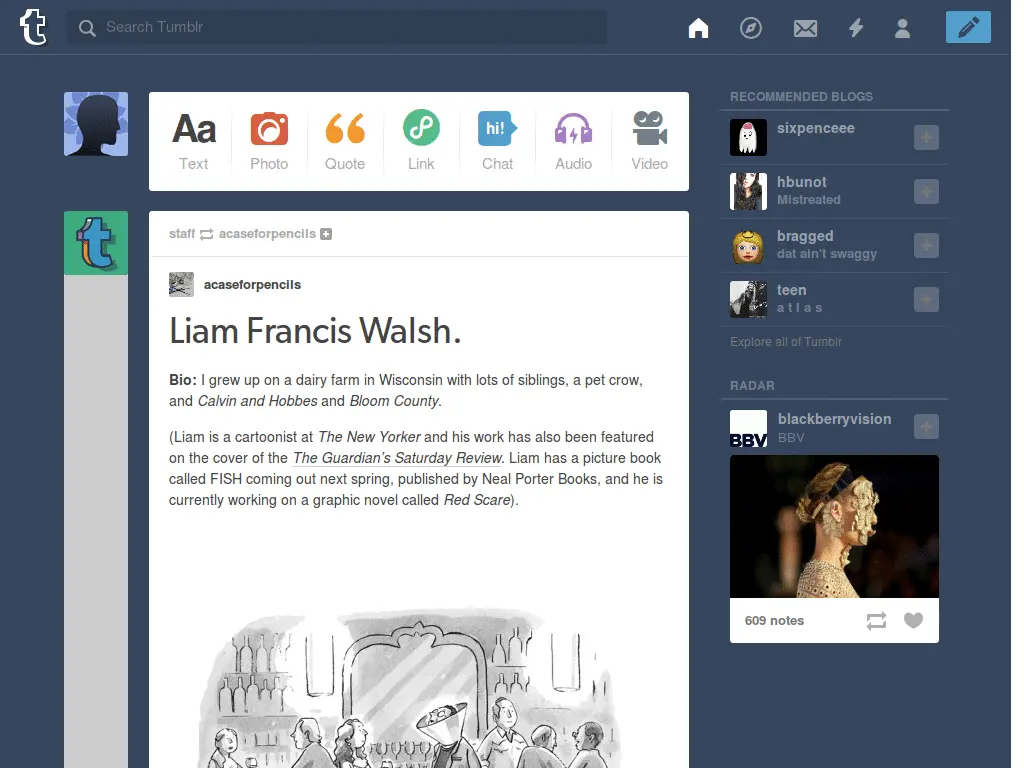 t
Search Tumblr
Aa
hi!
Text
Photo
Quote
Link
Chat
Audio
Video
staff acaseforpencils
acaseforpencils
Liam Francis Walsh.
Bio: I grew up on a dairy farm in Wisconsin with lots of siblings, a pet crow,
and Calvin and Hobbes and Bloom County.
(Liam is a cartoonist at The New Yorker and his work has also been featured
on the cover of the The Guardian's Saturday Review. Liam has a picture book
called FISH coming out next spring, published by Neal Porter Books, and he is
currently working on a graphic novel called Red Scare).
RECOMMENDED BLOGS
sixpenceee
hbunot
Mistreated
bragged
dat ain't swaggy
teen
a t l a s
Explore all of Tumblr
RADAR
BBV
blackberryvision
BBV
609 notes